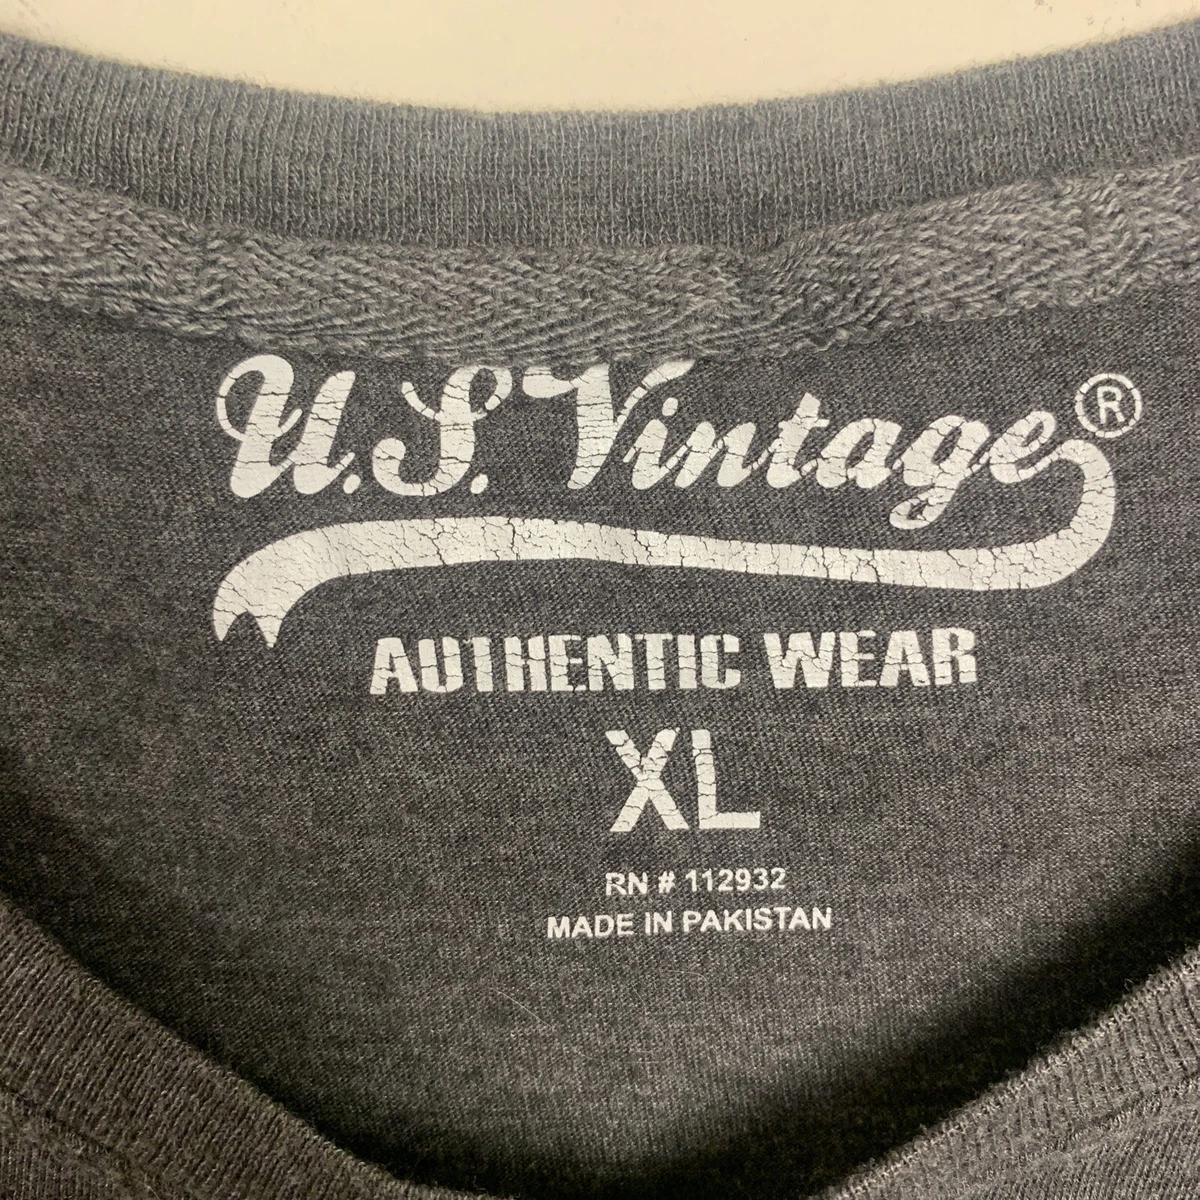 U.S. Vintage®
AUTHENTIC WEAR
XL
RN # 112932
MADE IN PAKISTAN